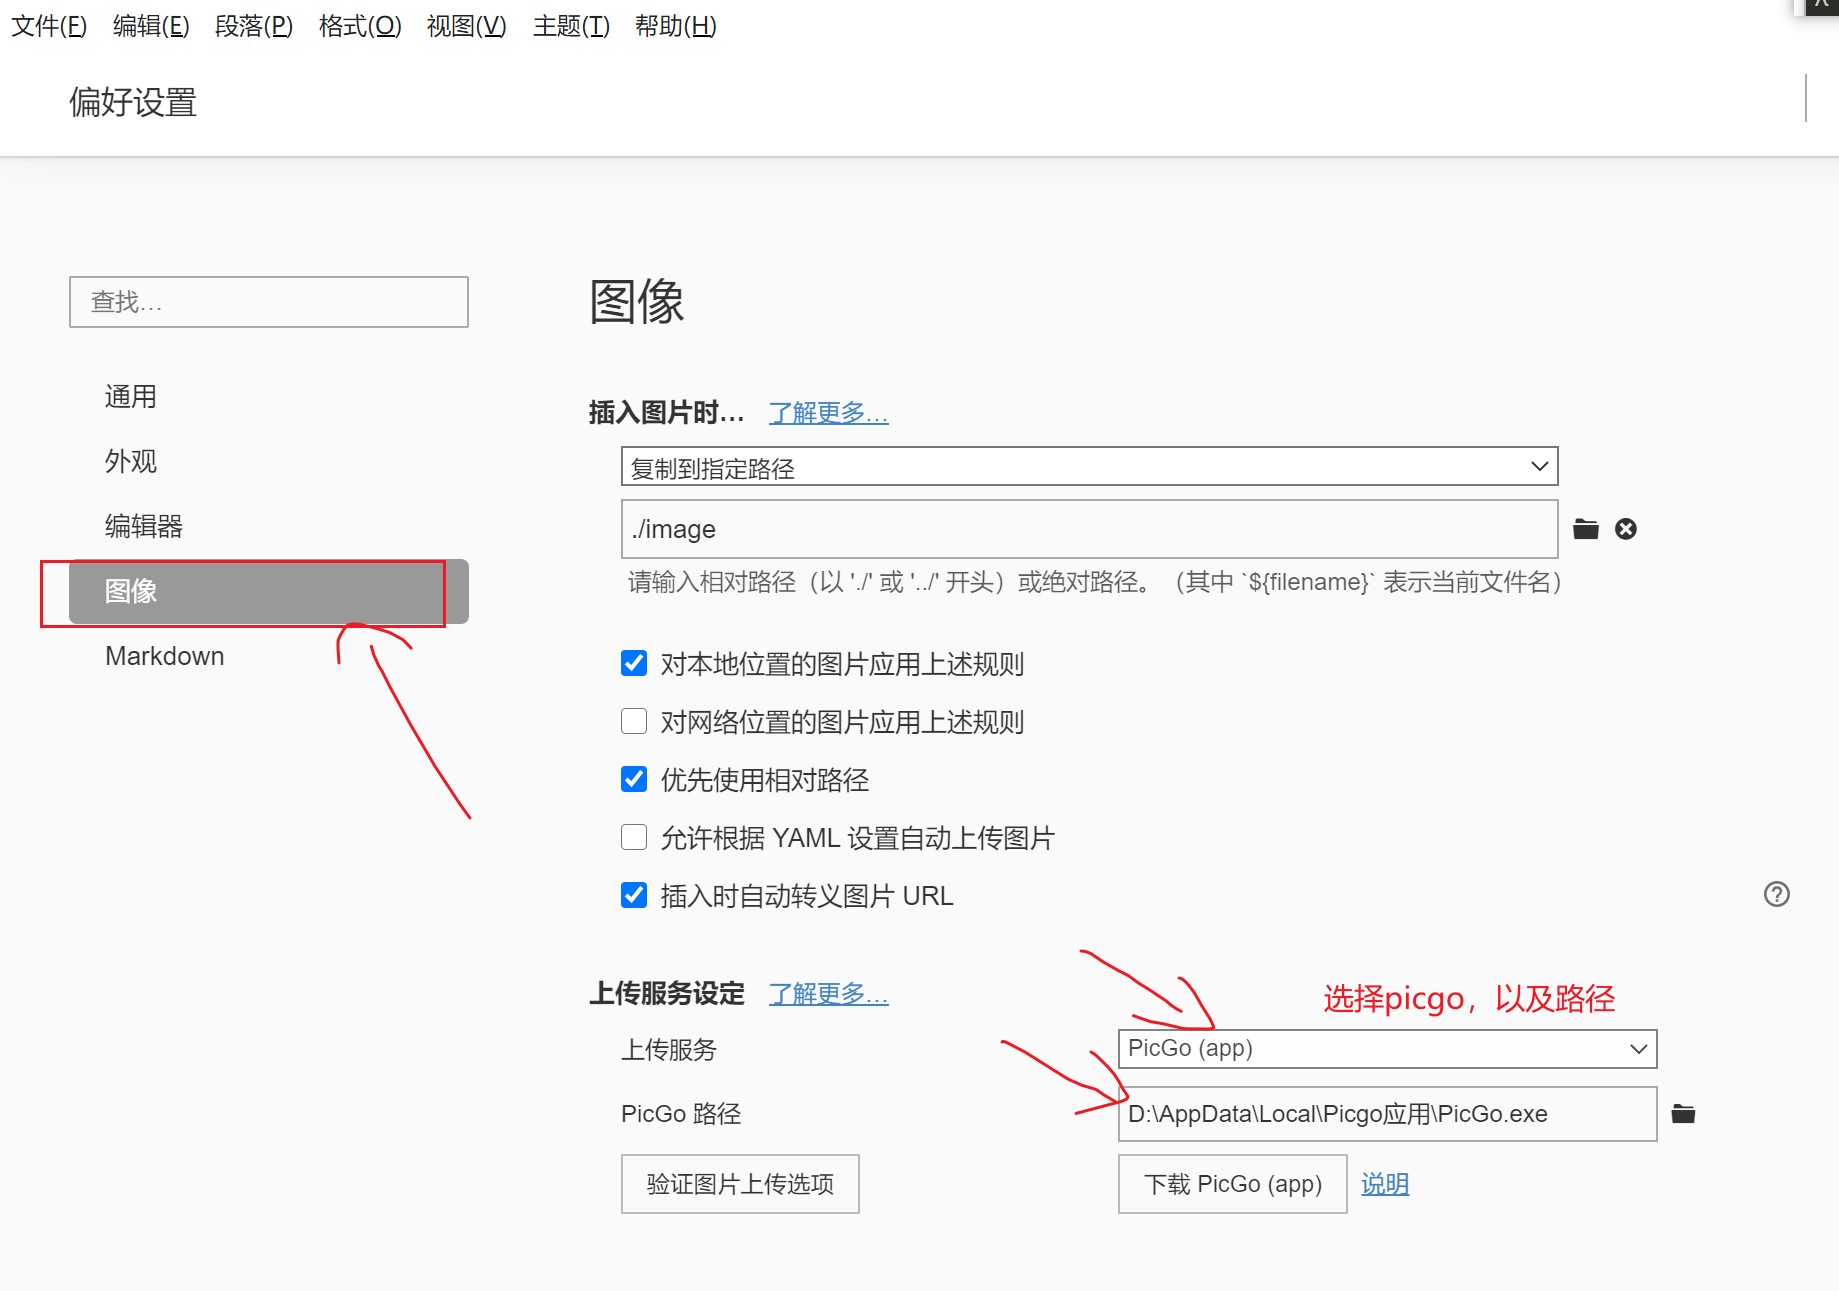 文件(F) 编辑(E) 段落(P) 格式(O) 视图(V) 主题(T) 帮助(H)
偏好设置
查找…
通用
外观
编辑器
图像
Markdown
图像
插入图片时… 了解更多…
复制到指定路径
./image
请输入相对路径（以 './' 或 '../' 开头）或绝对路径。（其中 `${filename}` 表示当前文件名）
对本地位置的图片应用上述规则
对网络位置的图片应用上述规则
优先使用相对路径
允许根据 YAML 设置自动上传图片
插入时自动转义图片 URL
上传服务设定 了解更多…
选择picgo，以及路径
上传服务 PicGo (app)
PicGo 路径 D:\AppData\Local\Picgo应用\PicGo.exe
验证图片上传选项 下载 PicGo (app) 说明